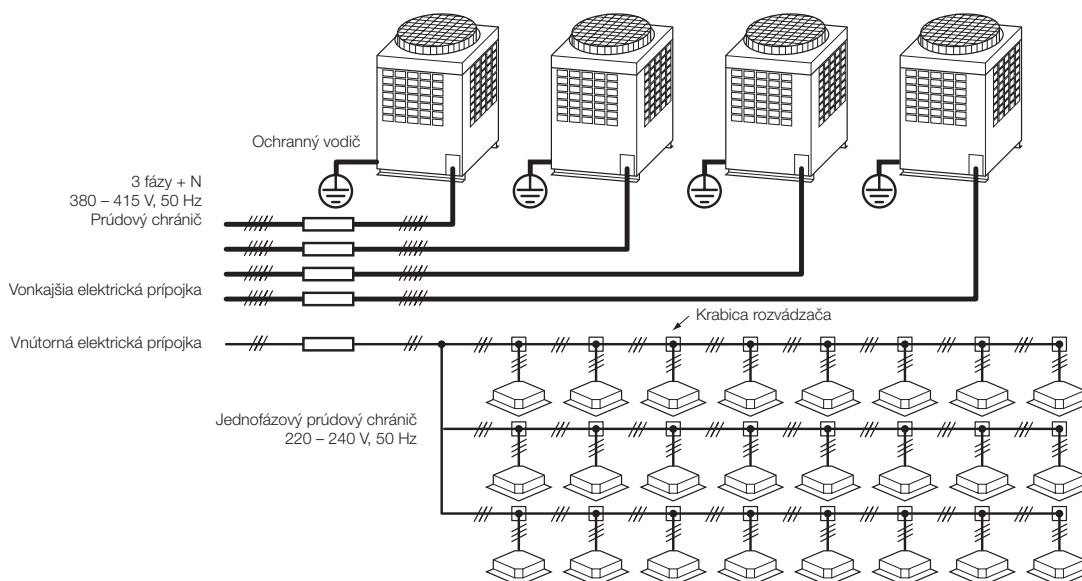 Ochranný vodič
3 fázy + N
380 – 415 V, 50 Hz
Prúdový chránič
Vonkajšia elektrická prípojka
Krabica rozvádzača
Vnútorná elektrická prípojka
Jednofázový prúdový chránič
220 – 240 V, 50 Hz